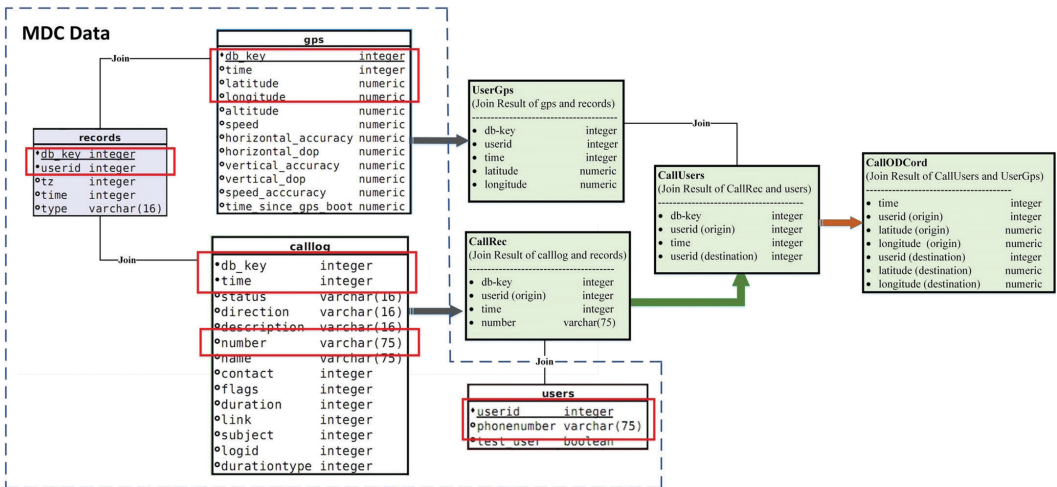 MDC Data
Join
gps
db_key integer
time integer
latitude numeric
longitude numeric
altitude numeric
speed numeric
horizontal_accuracy numeric
horizontal_dop numeric
vertical_accuracy numeric
vertical_dop numeric
speed_acccuracy numeric
time_since_gps_boot numeric
records
db_key integer
userid integer
tz integer
time integer
type varchar(16)
Join
calllog
db_key integer
time integer
status varchar(16)
direction varchar(16)
description varchar(16)
number varchar(75)
name varchar(75)
contact integer
flags integer
duration integer
link integer
subject integer
logid integer
durationtype integer
UserGps
(Join Result of gps and records)
db-key integer
userid integer
time integer
latitude numeric
longitude numeric
Join
CallRec
(Join Result of calllog and records)
db-key integer
userid (origin) integer
time integer
number varchar(75)
Join
users
userid integer
phonenumber varchar(75)
test_user boolean
CallUsers
(Join Result of CallRec and users)
db-key integer
userid (origin) integer
time integer
userid (destination) integer
CallODCord
(Join Result of CallUsers and UserGps)
time integer
userid (origin) integer
latitude (origin) numeric
longitude (origin) numeric
userid (destination) integer
latitude (destination) numeric
longitude (destination) numeric